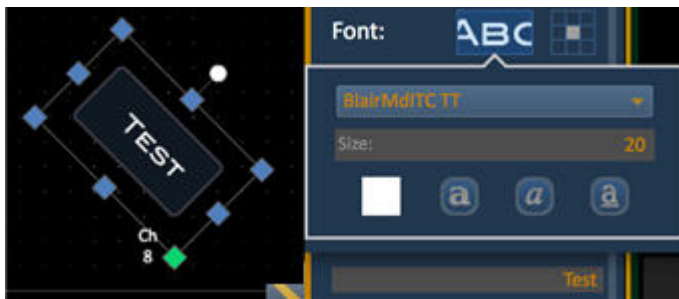 TEST
Ch
8
Font:
ABC
BlairMdITC TT
Size:
20
a a a
Test